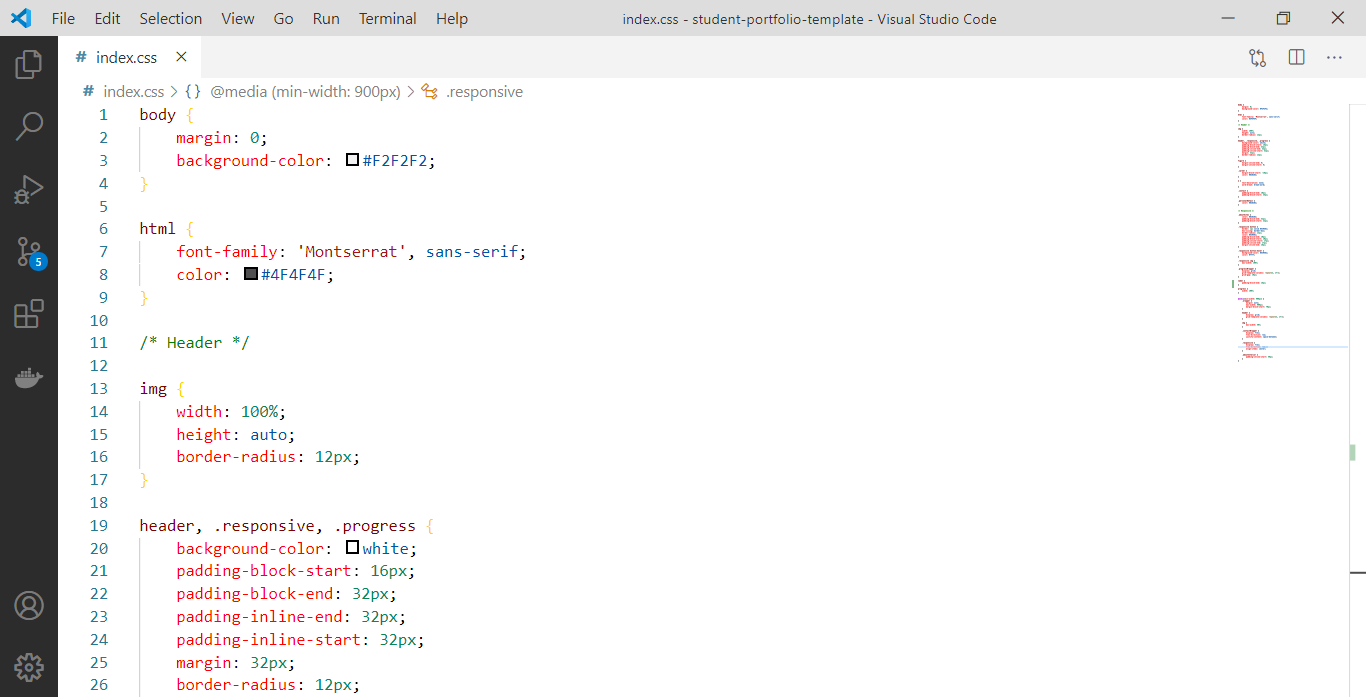 File Edit Selection View Go Run Terminal Help index.css - student-portfolio-template - Visual Studio Code
# index.css
# index.css > {} @media (min-width: 900px) > .responsive
1 body {
2 margin: 0;
3 background-color: #F2F2F2;
4 }
5
6 html {
7 font-family: 'Montserrat', sans-serif;
8 color: #4F4F4F;
9 }
10
11 /* Header */
12
13 img {
14 width: 100%;
15 height: auto;
16 border-radius: 12px;
17 }
18
19 header, .responsive, .progress {
20 background-color: white;
21 padding-block-start: 16px;
22 padding-block-end: 32px;
23 padding-inline-end: 32px;
24 padding-inline-start: 32px;
25 margin: 32px;
26 border-radius: 12px;
5